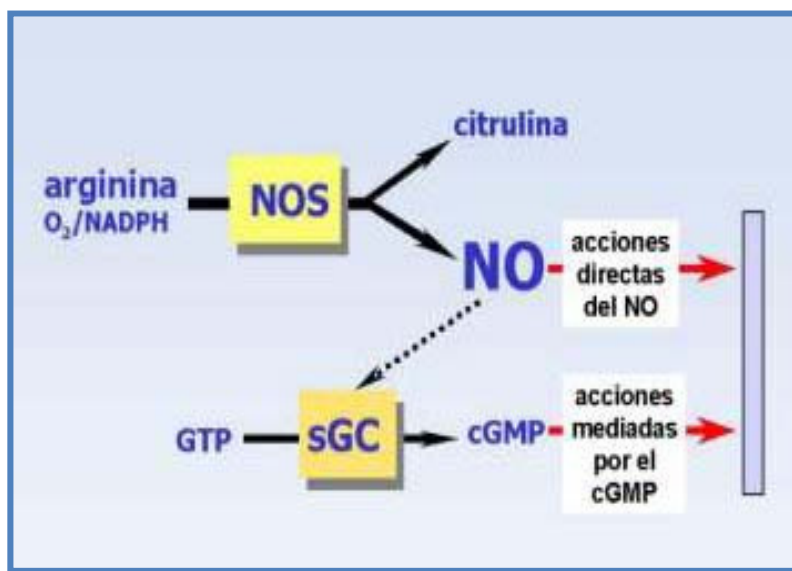 citrulina
arginina
O₂/NADPH
NOS
NO
acciones
directas
del NO
GTP
sGC
cGMP
acciones
mediadas
por el
cGMP